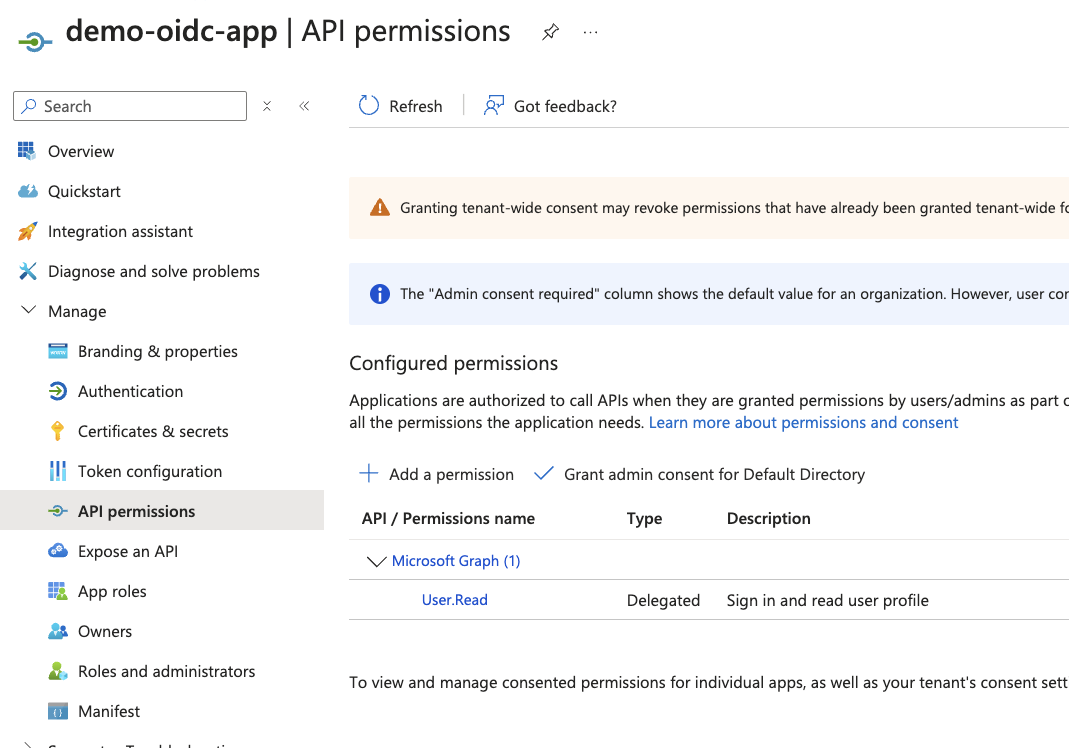 demo-oidc-app | API permissions
Search
Refresh
Got feedback?
Overview
Quickstart
Integration assistant
Diagnose and solve problems
Manage
Branding & properties
Authentication
Certificates & secrets
Token configuration
API permissions
Expose an API
App roles
Owners
Roles and administrators
Manifest
Granting tenant-wide consent may revoke permissions that have already been granted tenant-wide
The "Admin consent required" column shows the default value for an organization. However, user
Configured permissions
Applications are authorized to call APIs when they are granted permissions by users/admins as part
all the permissions the application needs. Learn more about permissions and consent
Add a permission
Grant admin consent for Default Directory
API / Permissions name Type Description
Microsoft Graph (1)
User.Read Delegated Sign in and read user profile
To view and manage consented permissions for individual apps, as well as your tenant's consent